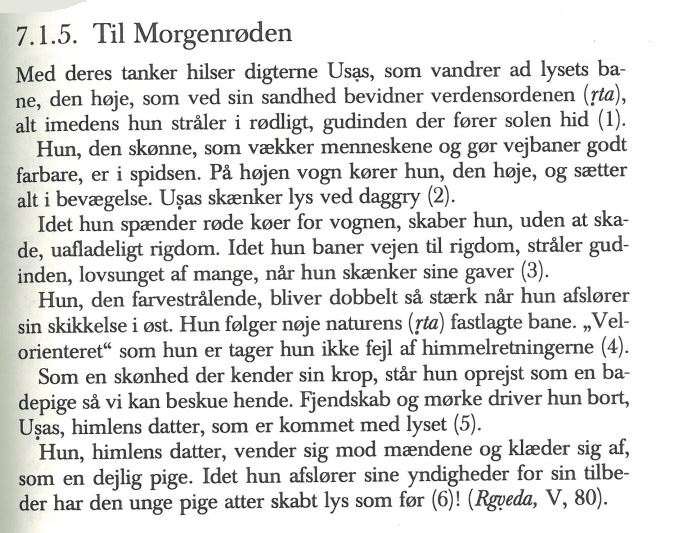 7.1.5. Til Morgenrøden
Med deres tanker hilser digterne Uṣas, som vandrer ad lysets ba-
ne, den høje, som ved sin sandhed bevidner verdensordenen (ṛta),
alt imedens hun stråler i rødligt, gudinden der fører solen hid (1).
Hun, den skønne, som vækker menneskene og gør vejbaner godt
farbare, er i spidsen. På højen vogn kører hun, den høje, og sætter
alt i bevægelse. Uṣas skænker lys ved daggry (2).
Idet hun spænder røde køer for vognen, skaber hun, uden at ska-
de, uafladeligt rigdom. Idet hun baner vejen til rigdom, stråler gud-
inden, lovsunget af mange, når hun skænker sine gaver (3).
Hun, den farvestrålende, bliver dobbelt så stærk når hun afslører
sin skikkelse i øst. Hun følger nøje naturens (ṛta) fastlagte bane. „Vel-
orienteret“ som hun er tager hun ikke fejl af himmelretningerne (4).
Som en skønhed der kender sin krop, står hun oprejst som en ba-
depige så vi kan beskue hende. Fjendskab og mørke driver hun bort,
Uṣas, himlens datter, som er kommet med lyset (5).
Hun, himlens datter, vender sig mod mændene og klæder sig af,
som en dejlig pige. Idet hun afslører sine yndigheder for sin tilbe-
der har den unge pige atter skabt lys som før (6)! (Rgṿeda, V, 80).